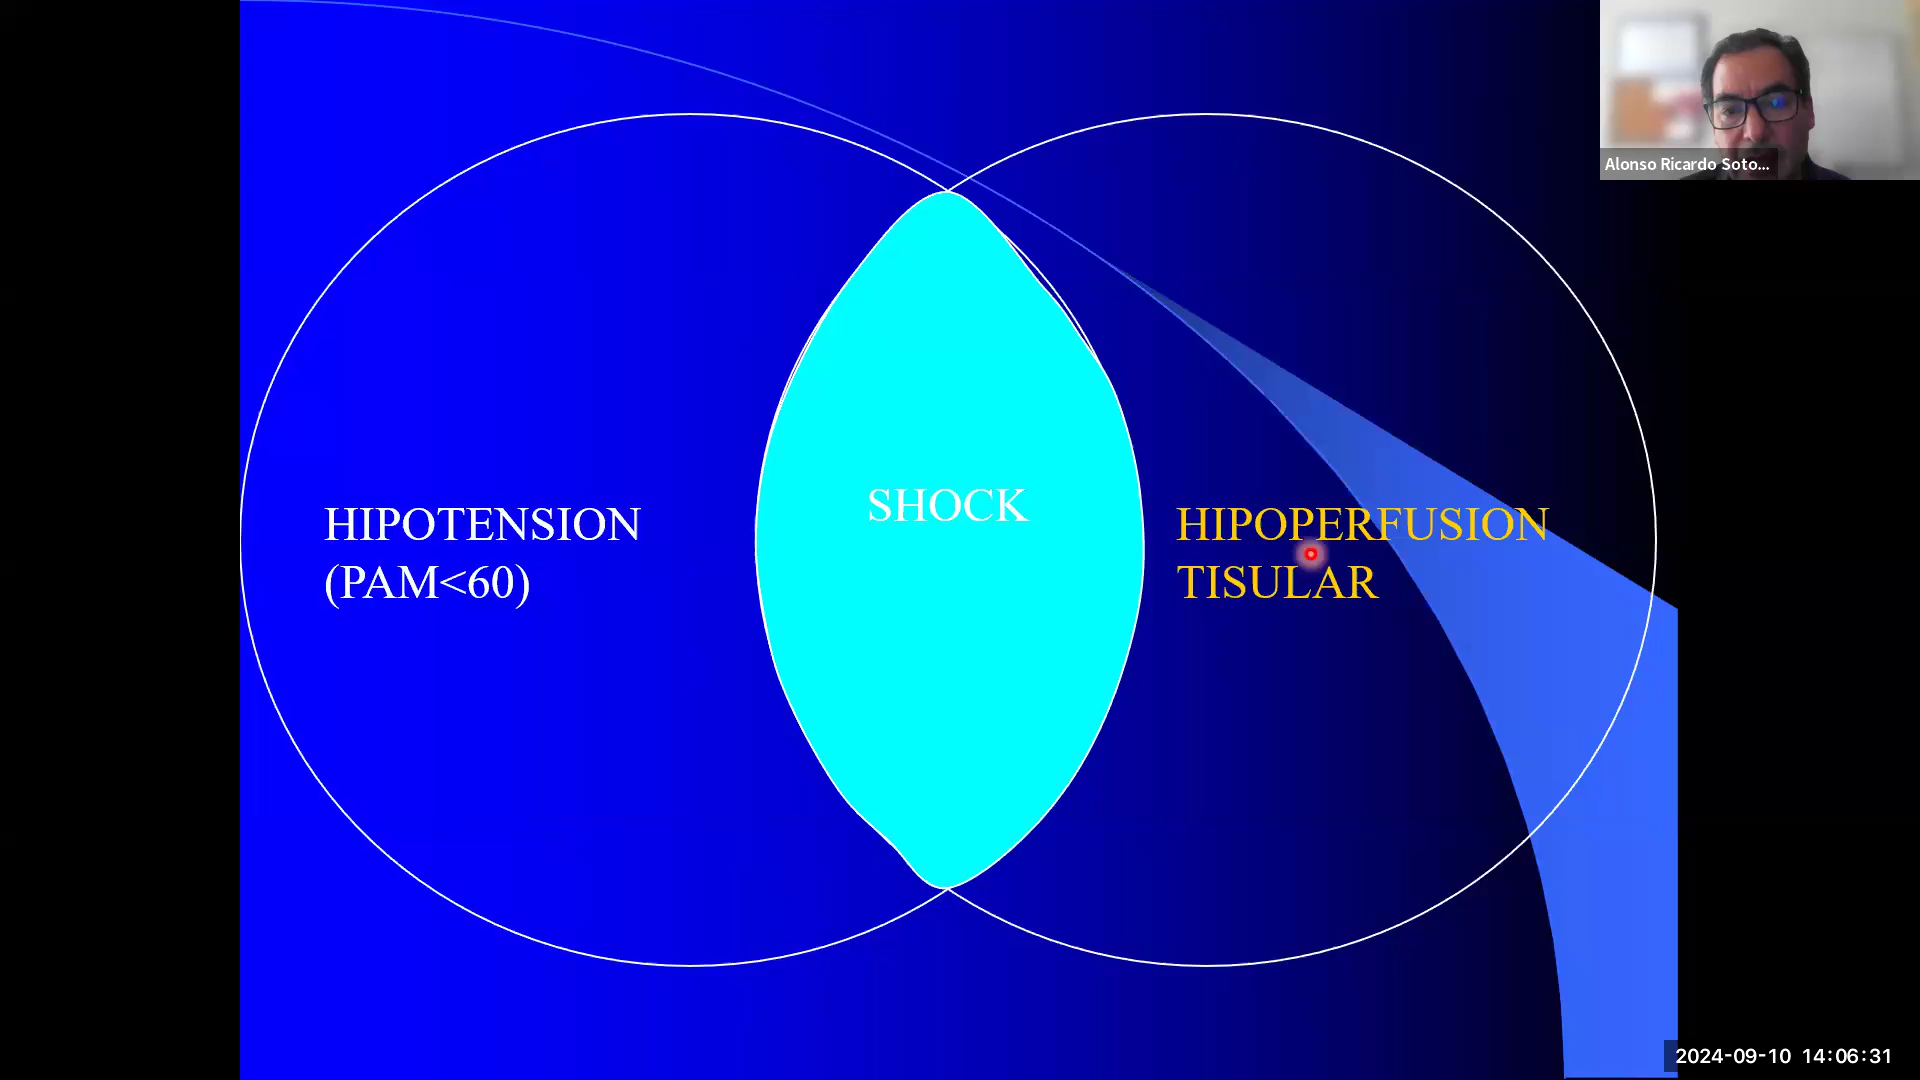 Alonso Ricardo Soto...
SHOCK
HIPOTENSION
(PAM<60)
HIPOPERFUSION
TISULAR
2024-09-10 14:06:31